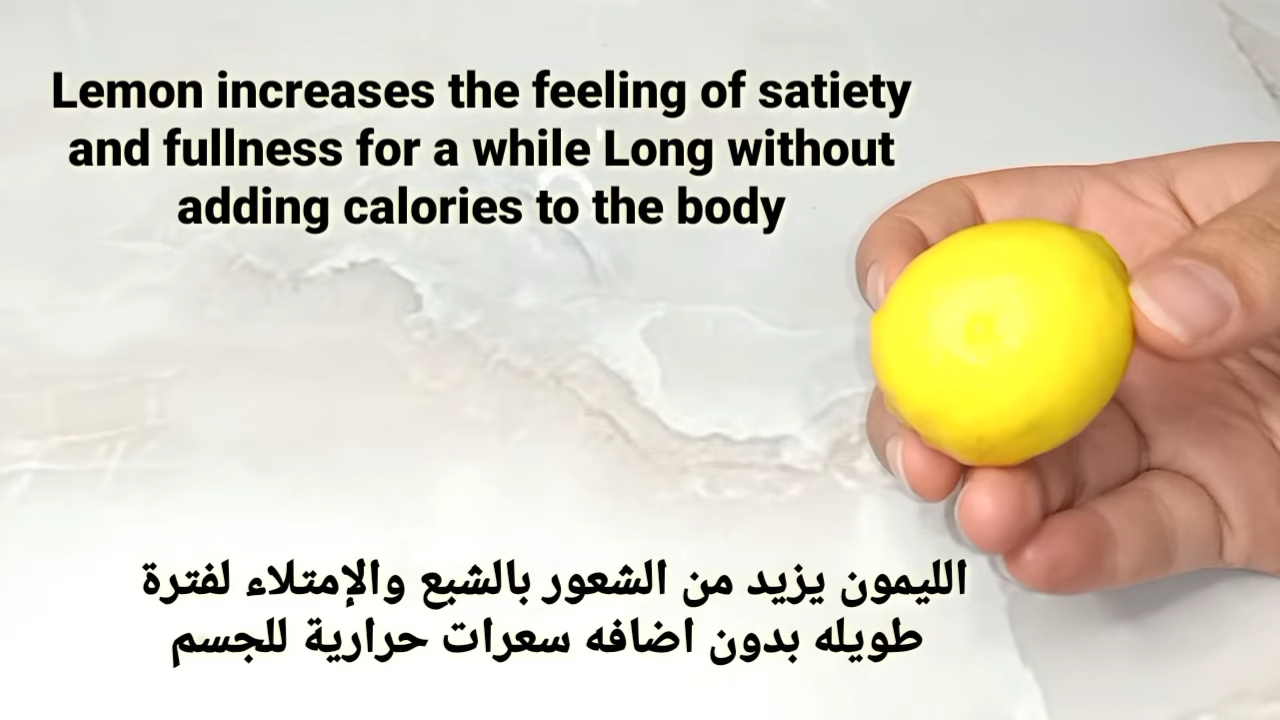 Lemon increases the feeling of satiety
and fullness for a while Long without
adding calories to the body
الليمون يزيد من الشعور بالشبع والإمتلاء لفترة
طويله بدون اضافه سعرات حرارية للجسم